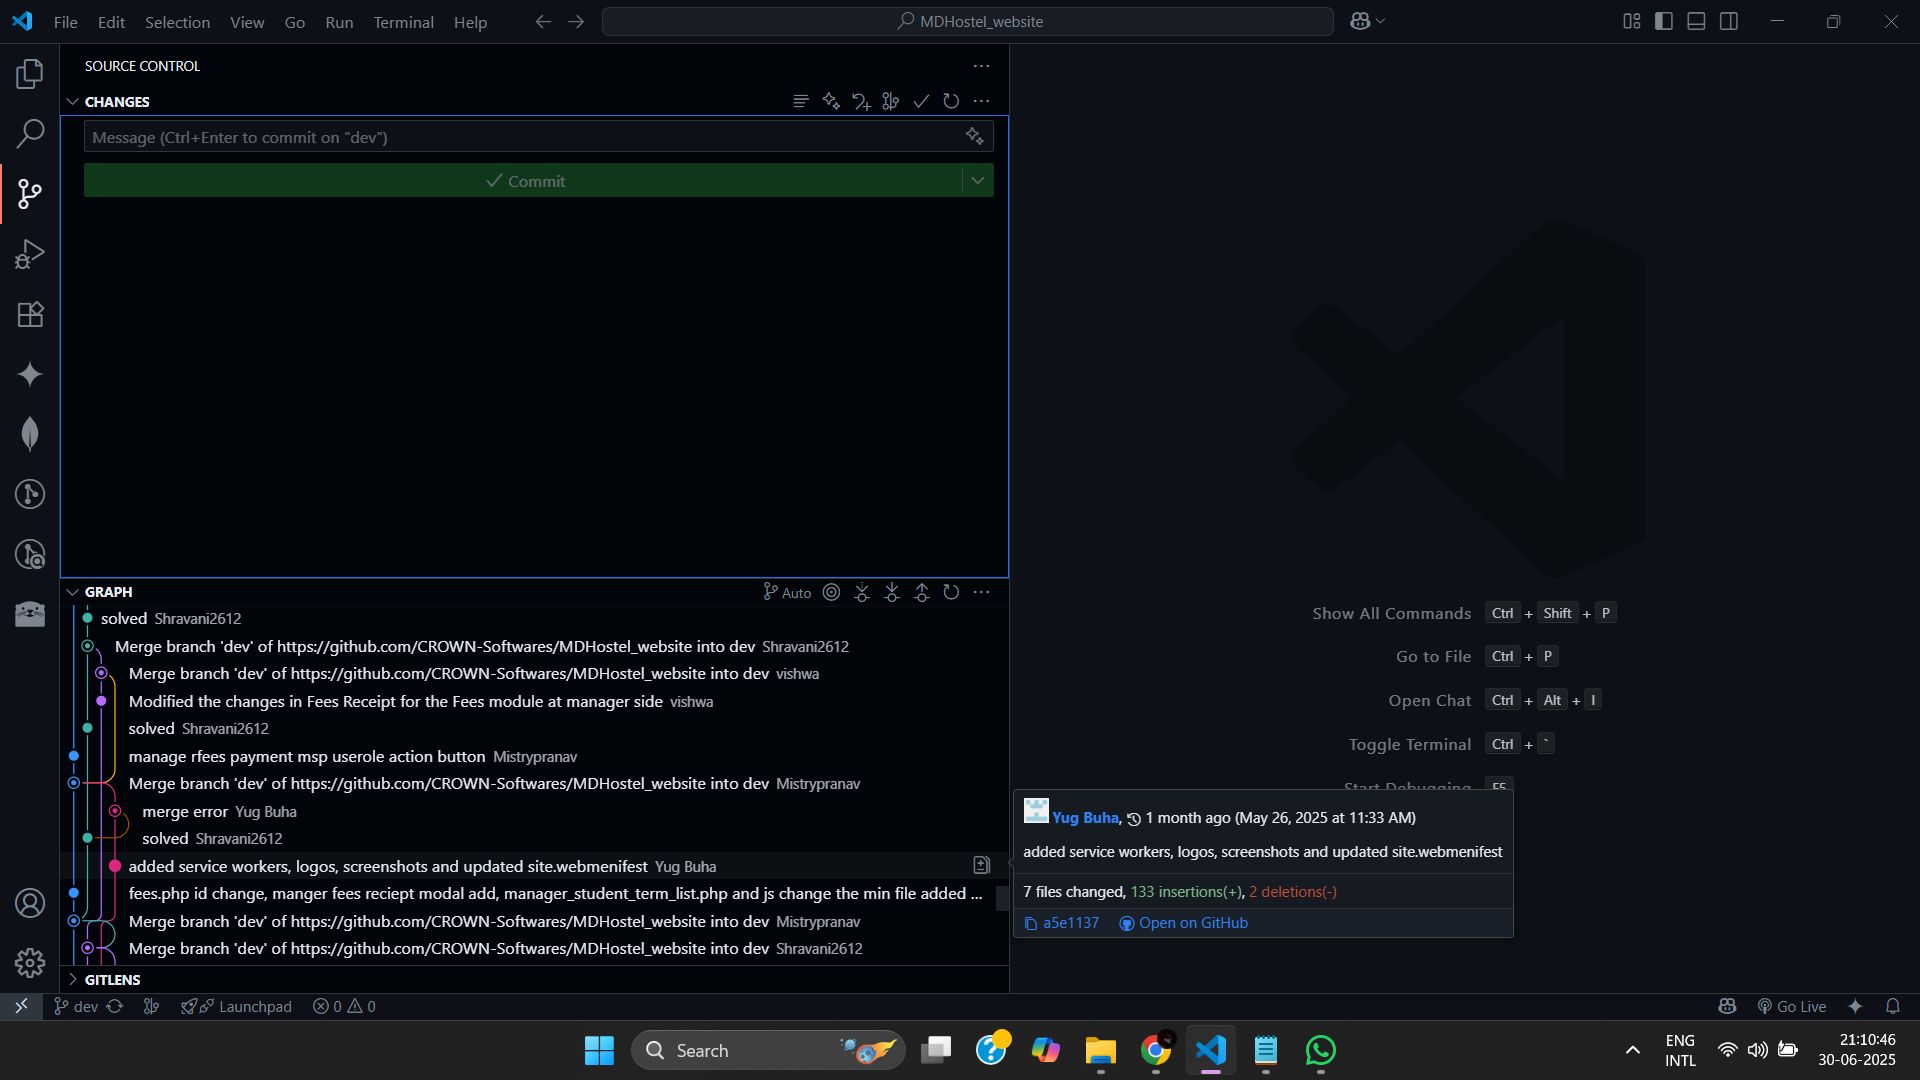 File Edit Selection View Go Run Terminal Help
MDHostel_website
SOURCE CONTROL
CHANGES
Message (Ctrl+Enter to commit on "dev")
Commit
GRAPH
Auto
solved Shravani2612
Merge branch 'dev' of https://github.com/CROWN-Softwares/MDHostel_website into dev Shravani2612
Merge branch 'dev' of https://github.com/CROWN-Softwares/MDHostel_website into dev vishwa
Modified the changes in Fees Receipt for the Fees module at manager side vishwa
solved Shravani2612
manage rfees payment msp userole action button Mistrypranav
Merge branch 'dev' of https://github.com/CROWN-Softwares/MDHostel_website into dev Mistrypranav
merge error Yug Buha
solved Shravani2612
added service workers, logos, screenshots and updated site.webmenifest Yug Buha
fees.php id change, manger fees reciept modal add, manager_student_term_list.php and js change the min file added ...
Merge branch 'dev' of https://github.com/CROWN-Softwares/MDHostel_website into dev Mistrypranav
Merge branch 'dev' of https://github.com/CROWN-Softwares/MDHostel_website into dev Shravani2612
GITLENS
Show All Commands Ctrl + Shift + P
Go to File Ctrl + P
Open Chat Ctrl + Alt + I
Toggle Terminal Ctrl + `
Start Debugging F5
Yug Buha, 1 month ago (May 26, 2025 at 11:33 AM)
added service workers, logos, screenshots and updated site.webmenifest
7 files changed, 133 insertions(+), 2 deletions(-)
a5e1137 Open on GitHub
dev Launchpad 0 0 Go Live
Search
ENG
INTL
21:10:46
30-06-2025